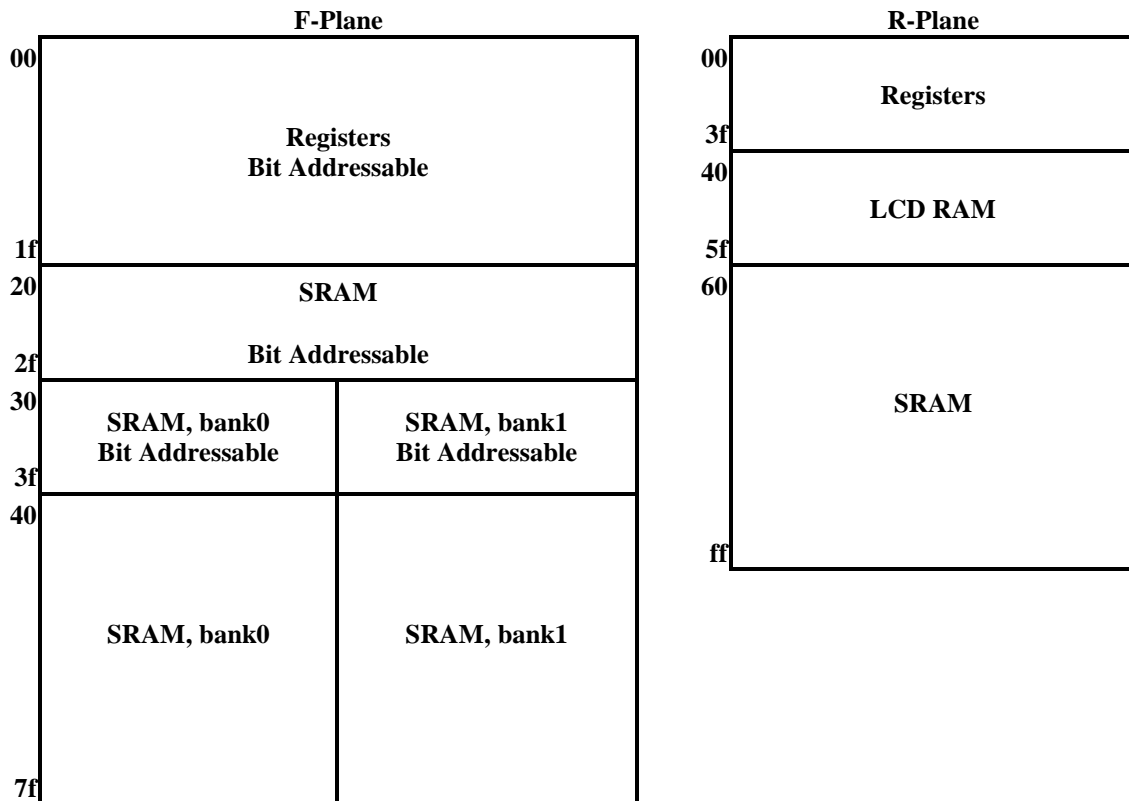 F-Plane
00
Registers
Bit Addressable
1f
20
SRAM
Bit Addressable
2f
30
SRAM, bank0
Bit Addressable
SRAM, bank1
Bit Addressable
3f
40
SRAM, bank0
SRAM, bank1
7f
R-Plane
00
Registers
3f
40
LCD RAM
5f
60
SRAM
ff